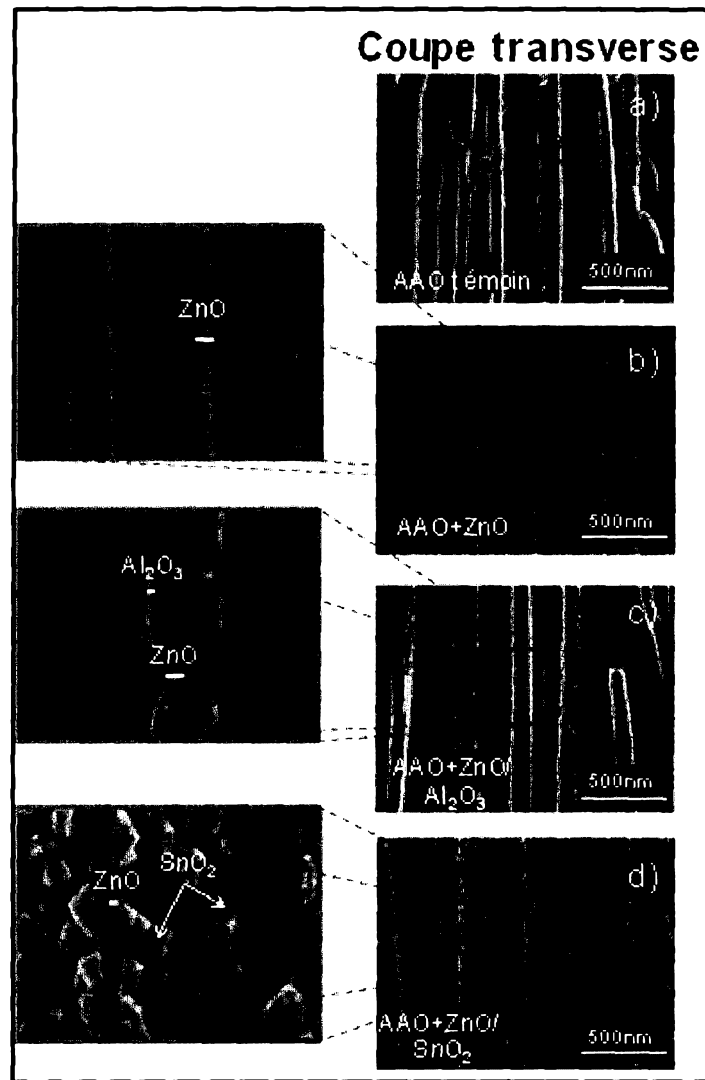 Coupe transverse
a)
AAO témoin
500nm
ZnO
b)
AAO+ZnO
500nm
Al₂O₃
ZnO
c)
AAO+ZnO/
Al₂O₃
500nm
SnO₂
ZnO
d)
AAO+ZnO/
SnO₂
500nm